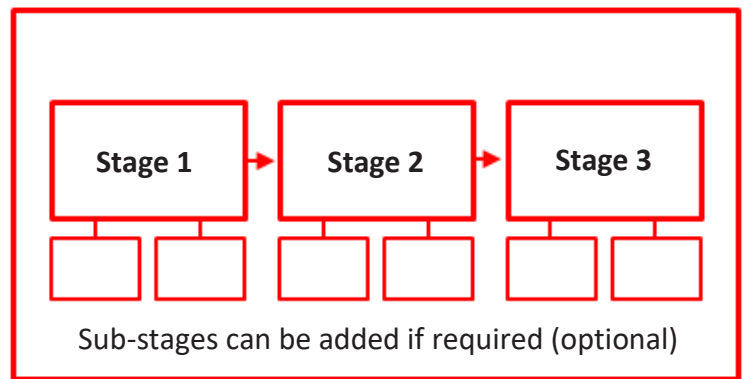 Stage 1
Stage 2
Stage 3
Sub-stages can be added if required (optional)